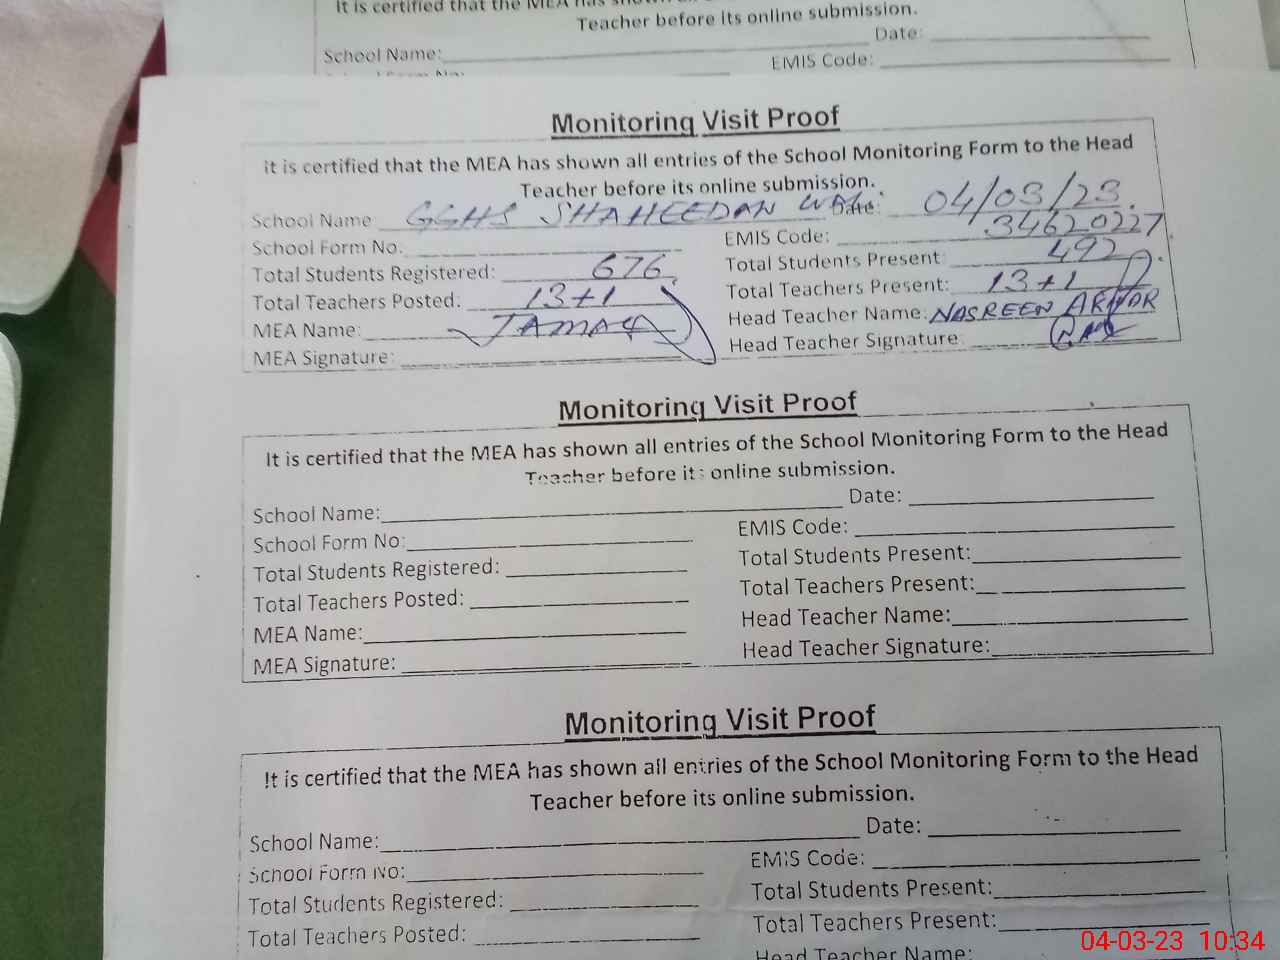 It is certified that the MEA has
Teacher before its online submission.
School Name: Date:
EMIS Code:
Monitoring Visit Proof
it is certified that the MEA has shown all entries of the School Monitoring Form to the Head
Teacher before its online submission.
School Name GGHS SHAHEEDAN Date: 04/03/23
School Form No. EMIS Code: 34620227
Total Students Registered: 676 Total Students Present: 492
Total Teachers Posted: 13+1 Total Teachers Present: 13+1
MEA Name: Head Teacher Name: NASREEN
MEA Signature: Head Teacher Signature
Monitoring Visit Proof
It is certified that the MEA has shown all entries of the School Monitoring Form to the Head
Teacher before its online submission.
School Name: Date:
School Form No: EMIS Code:
Total Students Registered: Total Students Present:
Total Teachers Posted: Total Teachers Present:
MEA Name: Head Teacher Name:
MEA Signature: Head Teacher Signature:
Monitoring Visit Proof
It is certified that the MEA has shown all entries of the School Monitoring Form to the Head
Teacher before its online submission.
School Name: Date:
School Form No: EMIS Code:
Total Students Registered: Total Students Present:
Total Teachers Posted: Total Teachers Present:
Head Teacher Name:
04-03-23 10:34